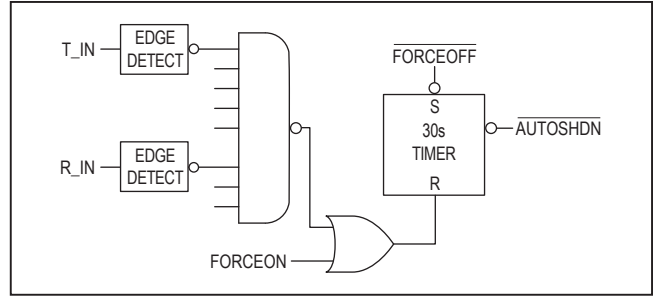 T_IN
EDGE
DETECT
R_IN
EDGE
DETECT
FORCEON
FORCEOFF
S
30s
TIMER
R
AUTOSHDN